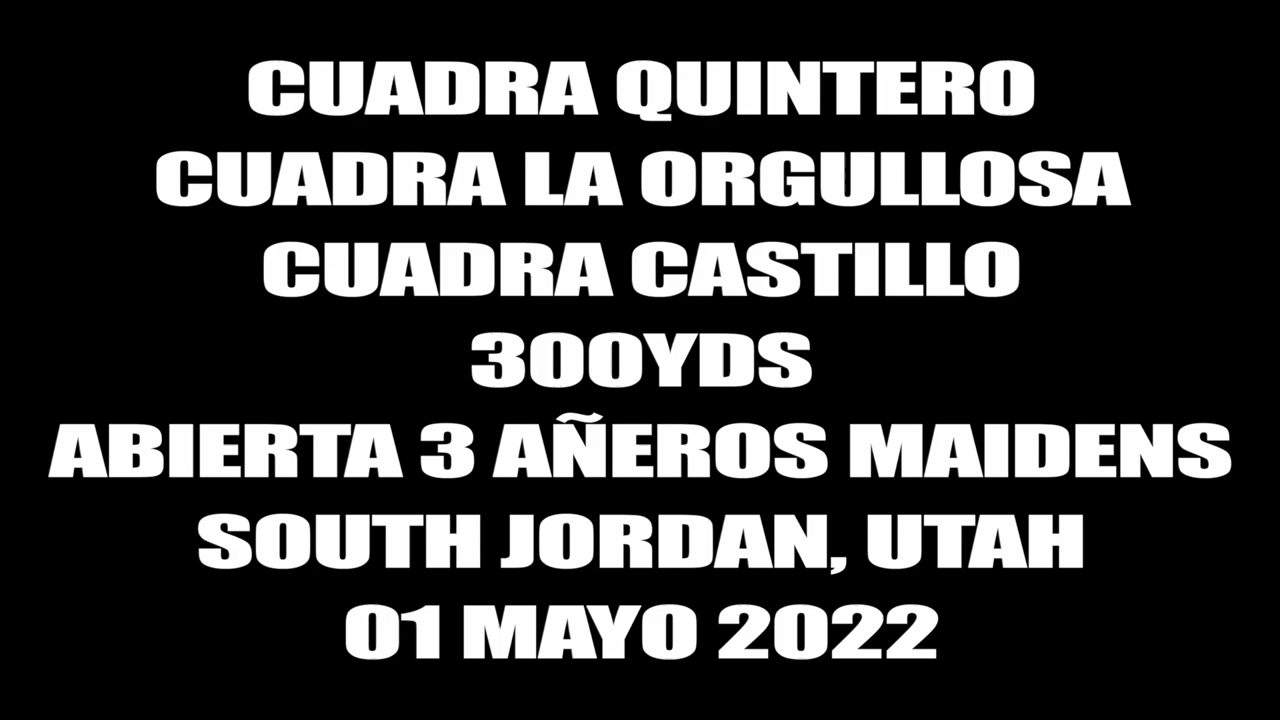 CUADRA QUINTERO
CUADRA LA ORGULLOSA
CUADRA CASTILLO
300YDS
ABIERTA 3 AÑEROS MAIDENS
SOUTH JORDAN, UTAH
01 MAYO 2022